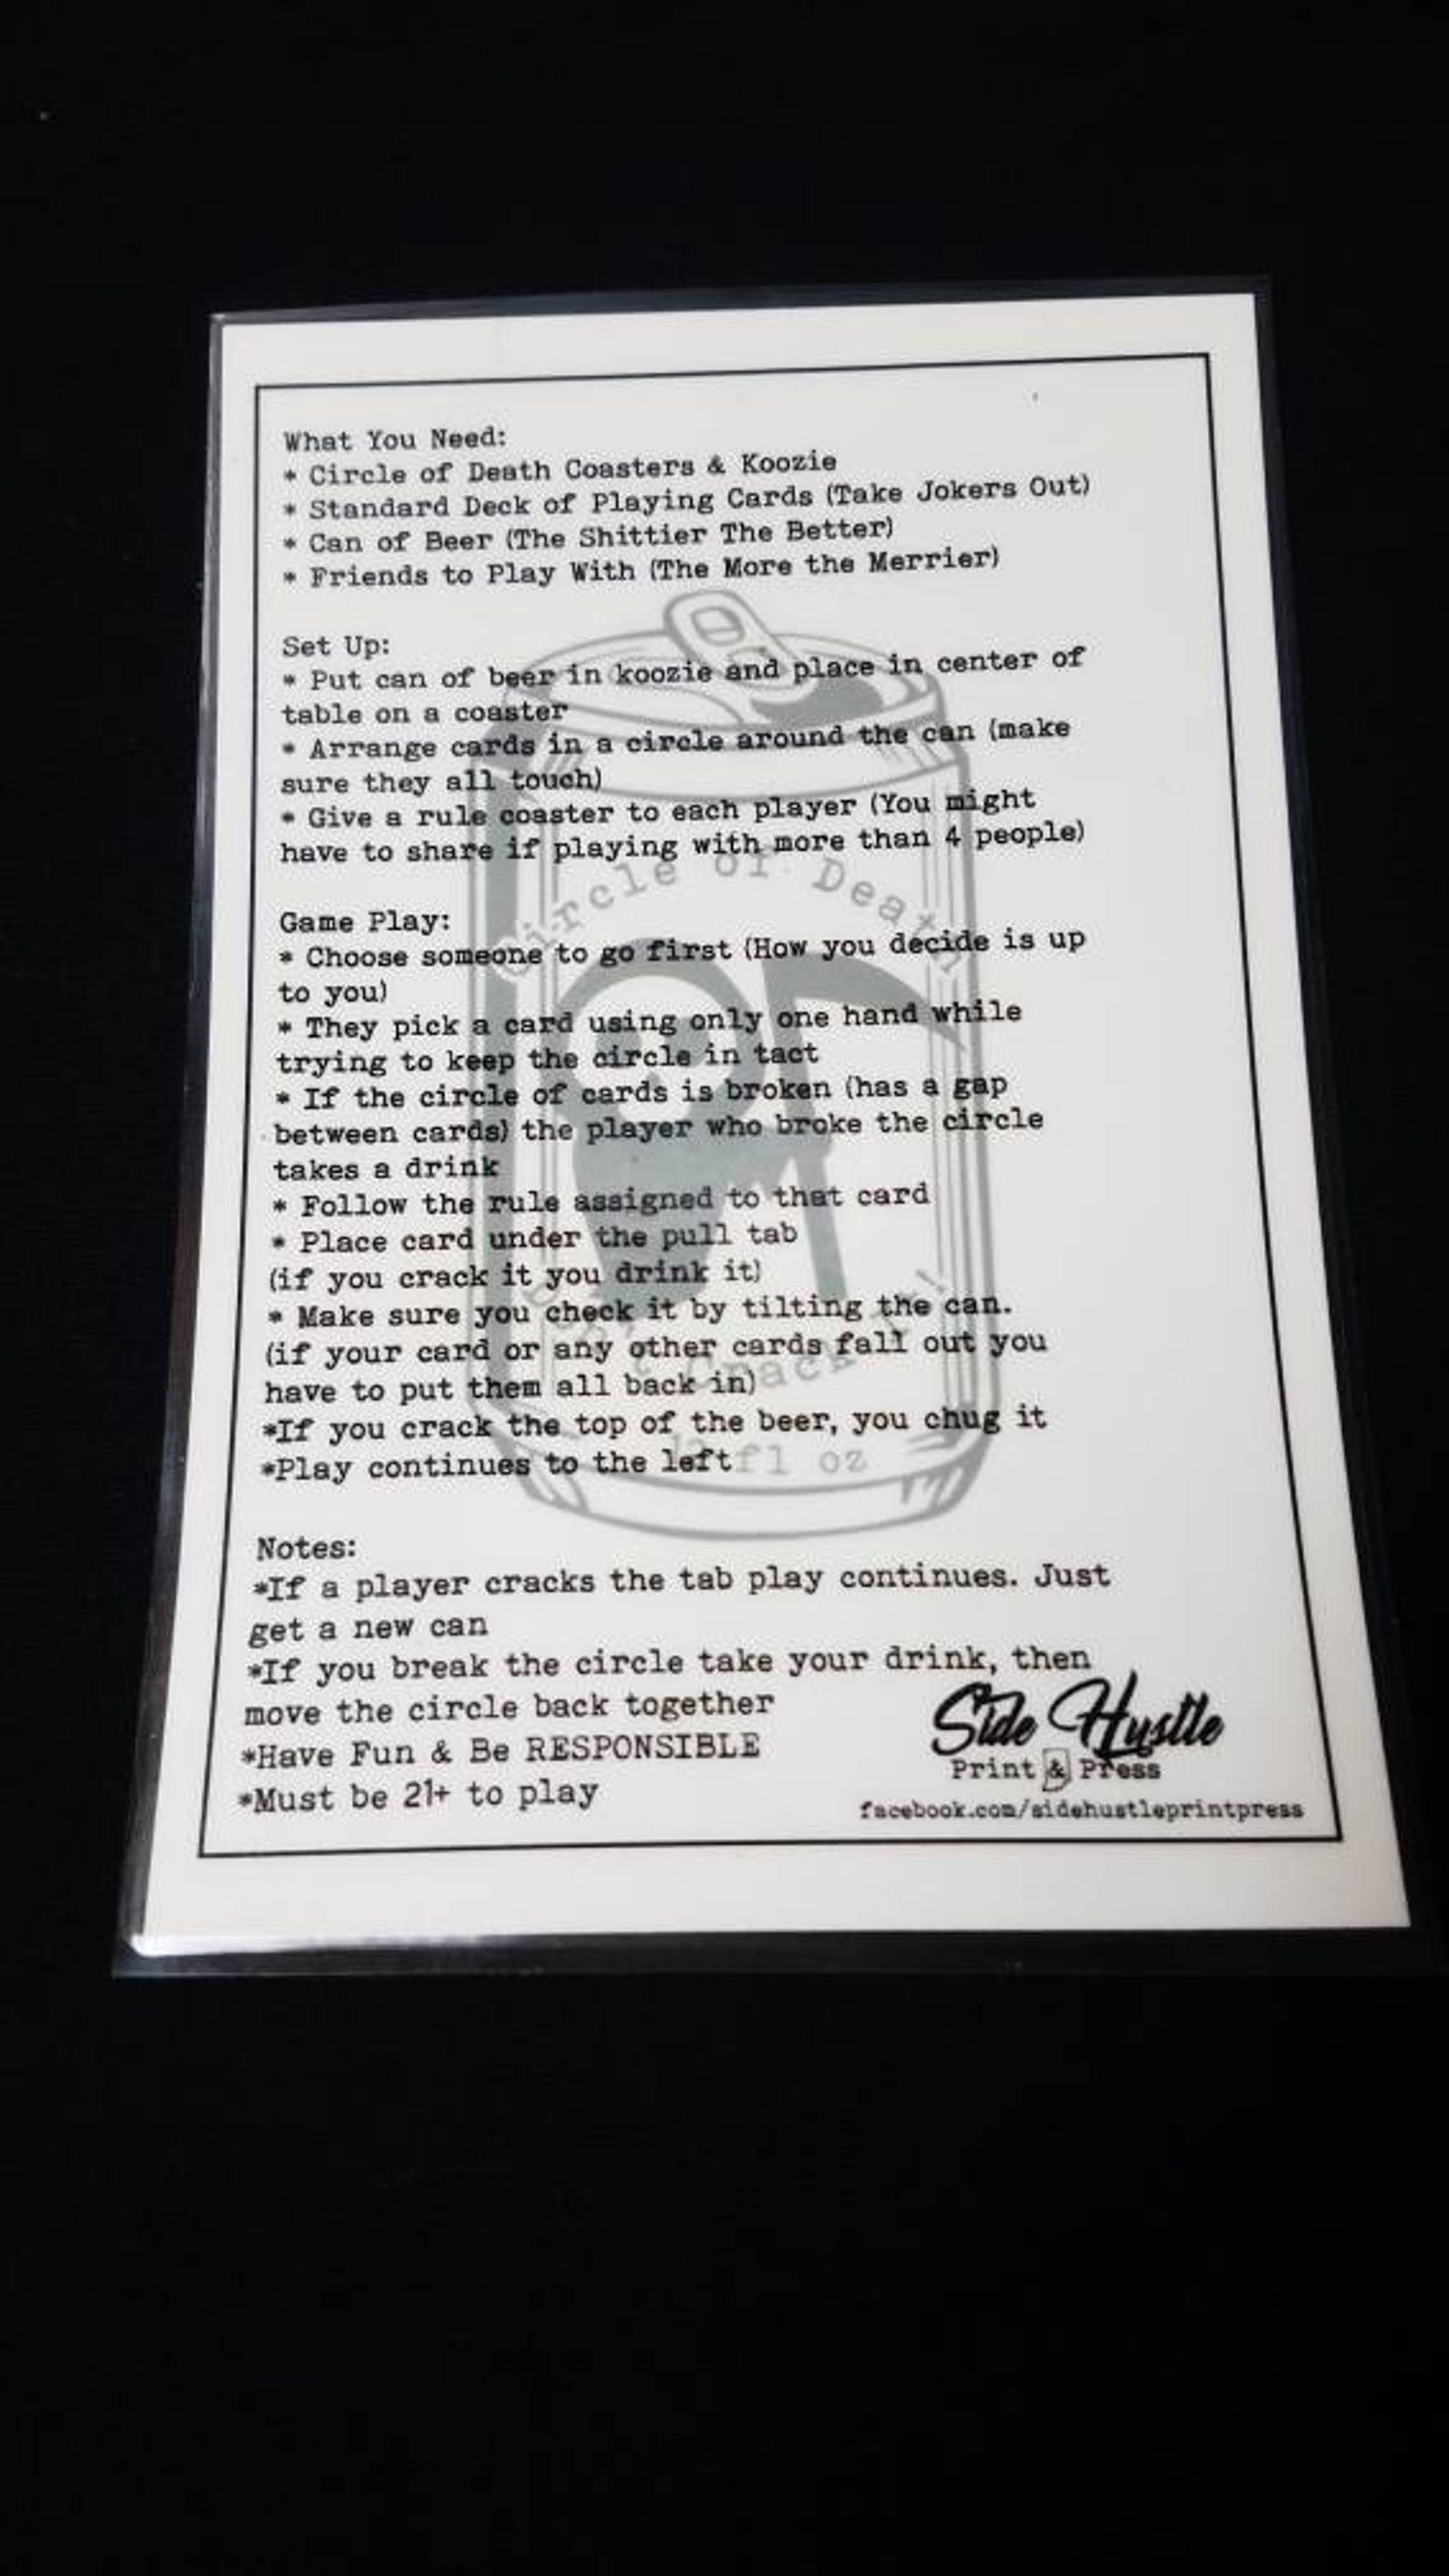 What You Need:
* Circle of Death Coasters & Koozie
* Standard Deck of Playing Cards (Take Jokers Out)
* Can of Beer (The Shittier The Better)
* Friends to Play With (The More the Merrier)
Set Up:
* Put can of beer in koozie and place in center of
table on a coaster
* Arrange cards in a circle around the can (make
sure they all touch)
* Give a rule coaster to each player (You might
have to share if playing with more than 4 people)
Circle of Death
Game Play:
* Choose someone to go first (How you decide is up
to you)
* They pick a card using only one hand while
trying to keep the circle in tact
* If the circle of cards is broken (has a gap
between cards) the player who broke the circle
takes a drink
* Follow the rule assigned to that card
* Place card under the pull tab
(if you crack it you drink it)
* Make sure you check it by tilting the can.
(if your card or any other cards fall out you
have to put them all back in)
*If you crack the top of the beer, you chug it
*Play continues to the left
Crack
fl oz
Notes:
*If a player cracks the tab play continues. Just
get a new can
*If you break the circle take your drink, then
move the circle back together
*Have Fun & Be RESPONSIBLE
*Must be 21+ to play
Side Hustle
Print & Press
facebook.com/sidehustleprintpress